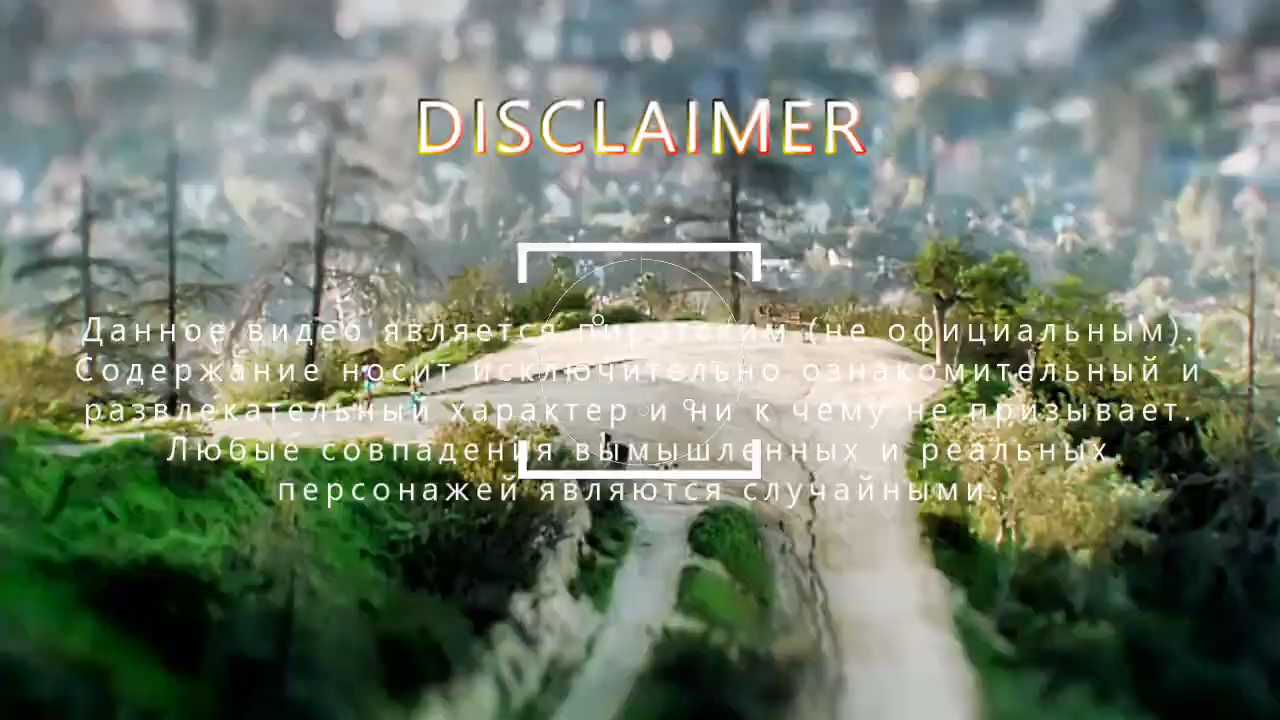 DISCLAIMER
Данное видео является пиратским (не официальным).
Содержание носит исключительно ознакомительный и
развлекательный характер и ни к чему не призывает.
Любые совпадения вымышленных и реальных
персонажей являются случайными.